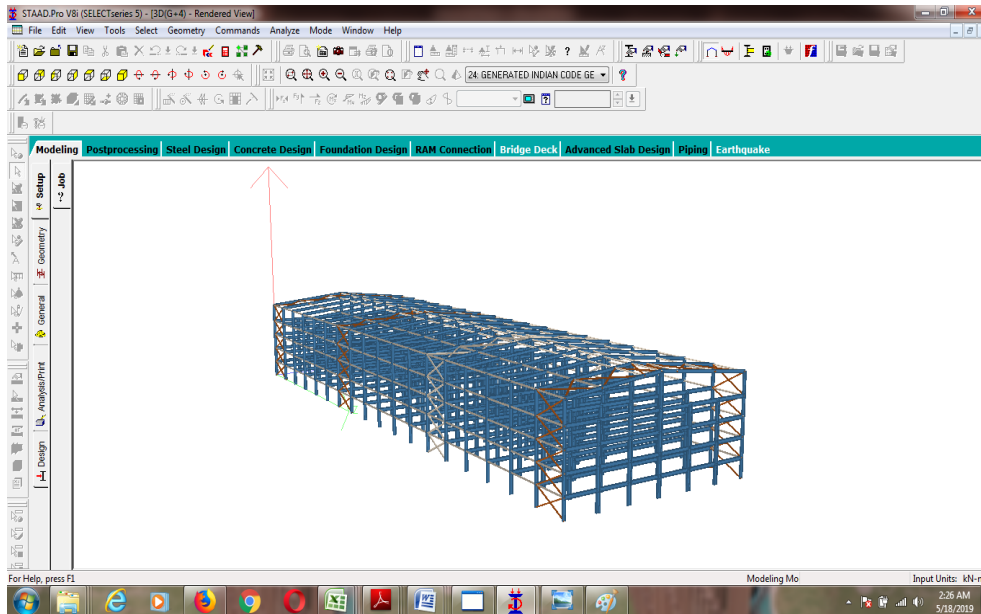 STAAD.Pro V8i (SELECTseries 5) - [3D(G+4) - Rendered View]
File Edit View Tools Select Geometry Commands Analyze Mode Window Help
24: GENERATED INDIAN CODE GE
Modeling Postprocessing Steel Design Concrete Design Foundation Design RAM Connection Bridge Deck Advanced Slab Design Piping Earthquake
Setup
Job
Geometry
General
Analysis/Print
Design
For Help, press F1
Modeling Mo
Input Units: kN-m
2:26 AM
5/18/2019